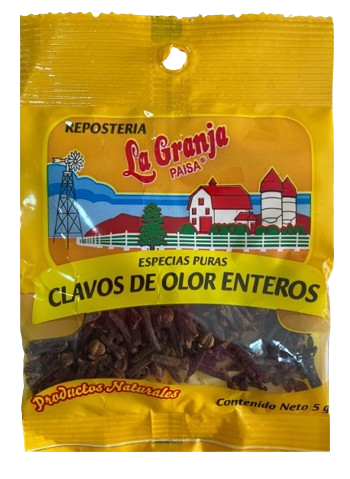 REPOSTERIA
La Granja
PAISA®
ESPECIAS PURAS
CLAVOS DE OLOR ENTEROS
Productos Naturales
Contenido Neto 5 g